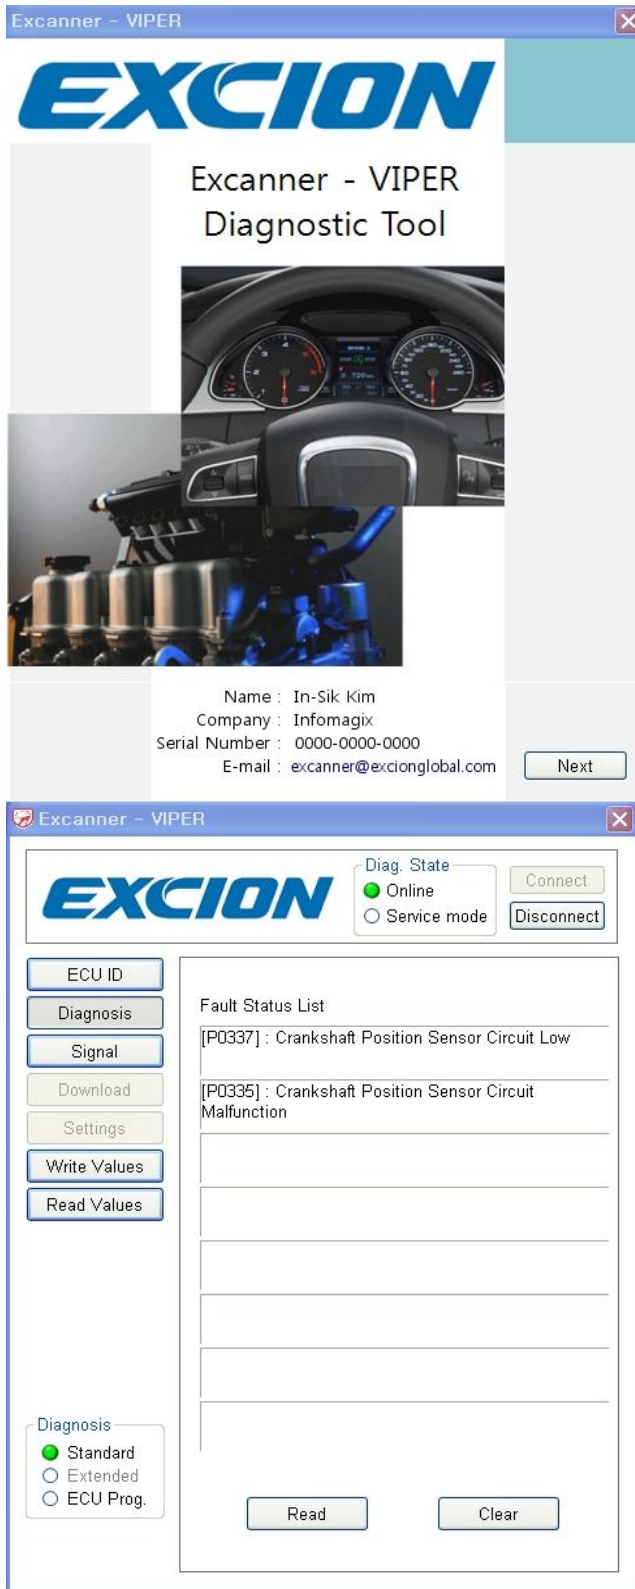 Excanner - VIPER
EXCION
Excanner - VIPER
Diagnostic Tool
Name : In-Sik Kim
Company : Infomagix
Serial Number : 0000-0000-0000
E-mail : excanner@excionglobal.com
Next
Excanner - VIPER
EXCION
Diag. State
Online
Service mode
Connect
Disconnect
ECU ID
Diagnosis
Signal
Download
Settings
Write Values
Read Values
Fault Status List
[P0337] : Crankshaft Position Sensor Circuit Low
[P0335] : Crankshaft Position Sensor Circuit
Malfunction
Diagnosis
Standard
Extended
ECU Prog.
Read
Clear